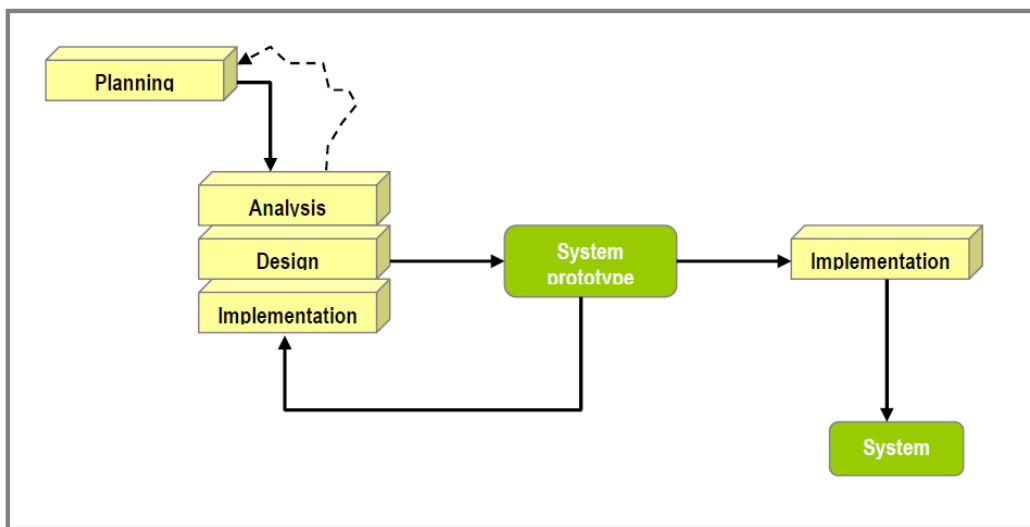 Planning
Analysis
Design
Implementation
System
prototype
Implementation
System